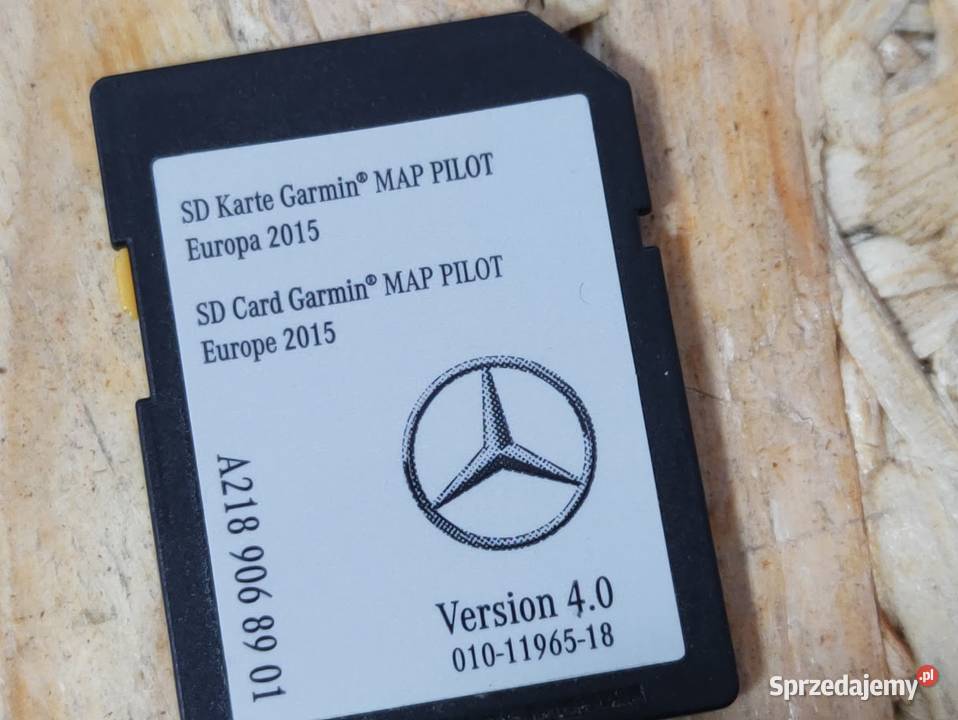 SD Karte Garmin® MAP PILOT
Europa 2015
SD Card Garmin® MAP PILOT
Europe 2015
A218 906 89 01
Version 4.0
010-11965-18
Sprzedajemy.pl